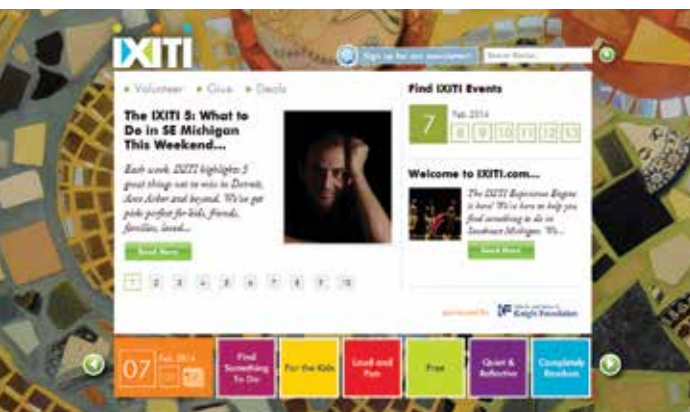 IXITI
Sign up for our newsletter!
Volunteer Give Deals
Find IXITI Events
The IXITI 5: What to
Do in SE Michigan
This Weekend...
Feb. 2014
7 8 9 10 11 12 13
Each week IXITI highlights 5
great things not to miss in Detroit,
Ann Arbor and beyond. We've got
picks perfect for kids, friends,
families, loved...
Read More
Welcome to IXITI.com...
The IXITI Experience Engine
is here! We're here to help you
find something to do in
Southeast Michigan. We...
Read More
1 2 3 4 5 6 7 8 9 10
sponsored by
Knight Foundation
07 Feb. 2014
Find
Something
To Do
For the Kids
Loud and
Fun
Free
Quiet &
Reflective
Completely
Random